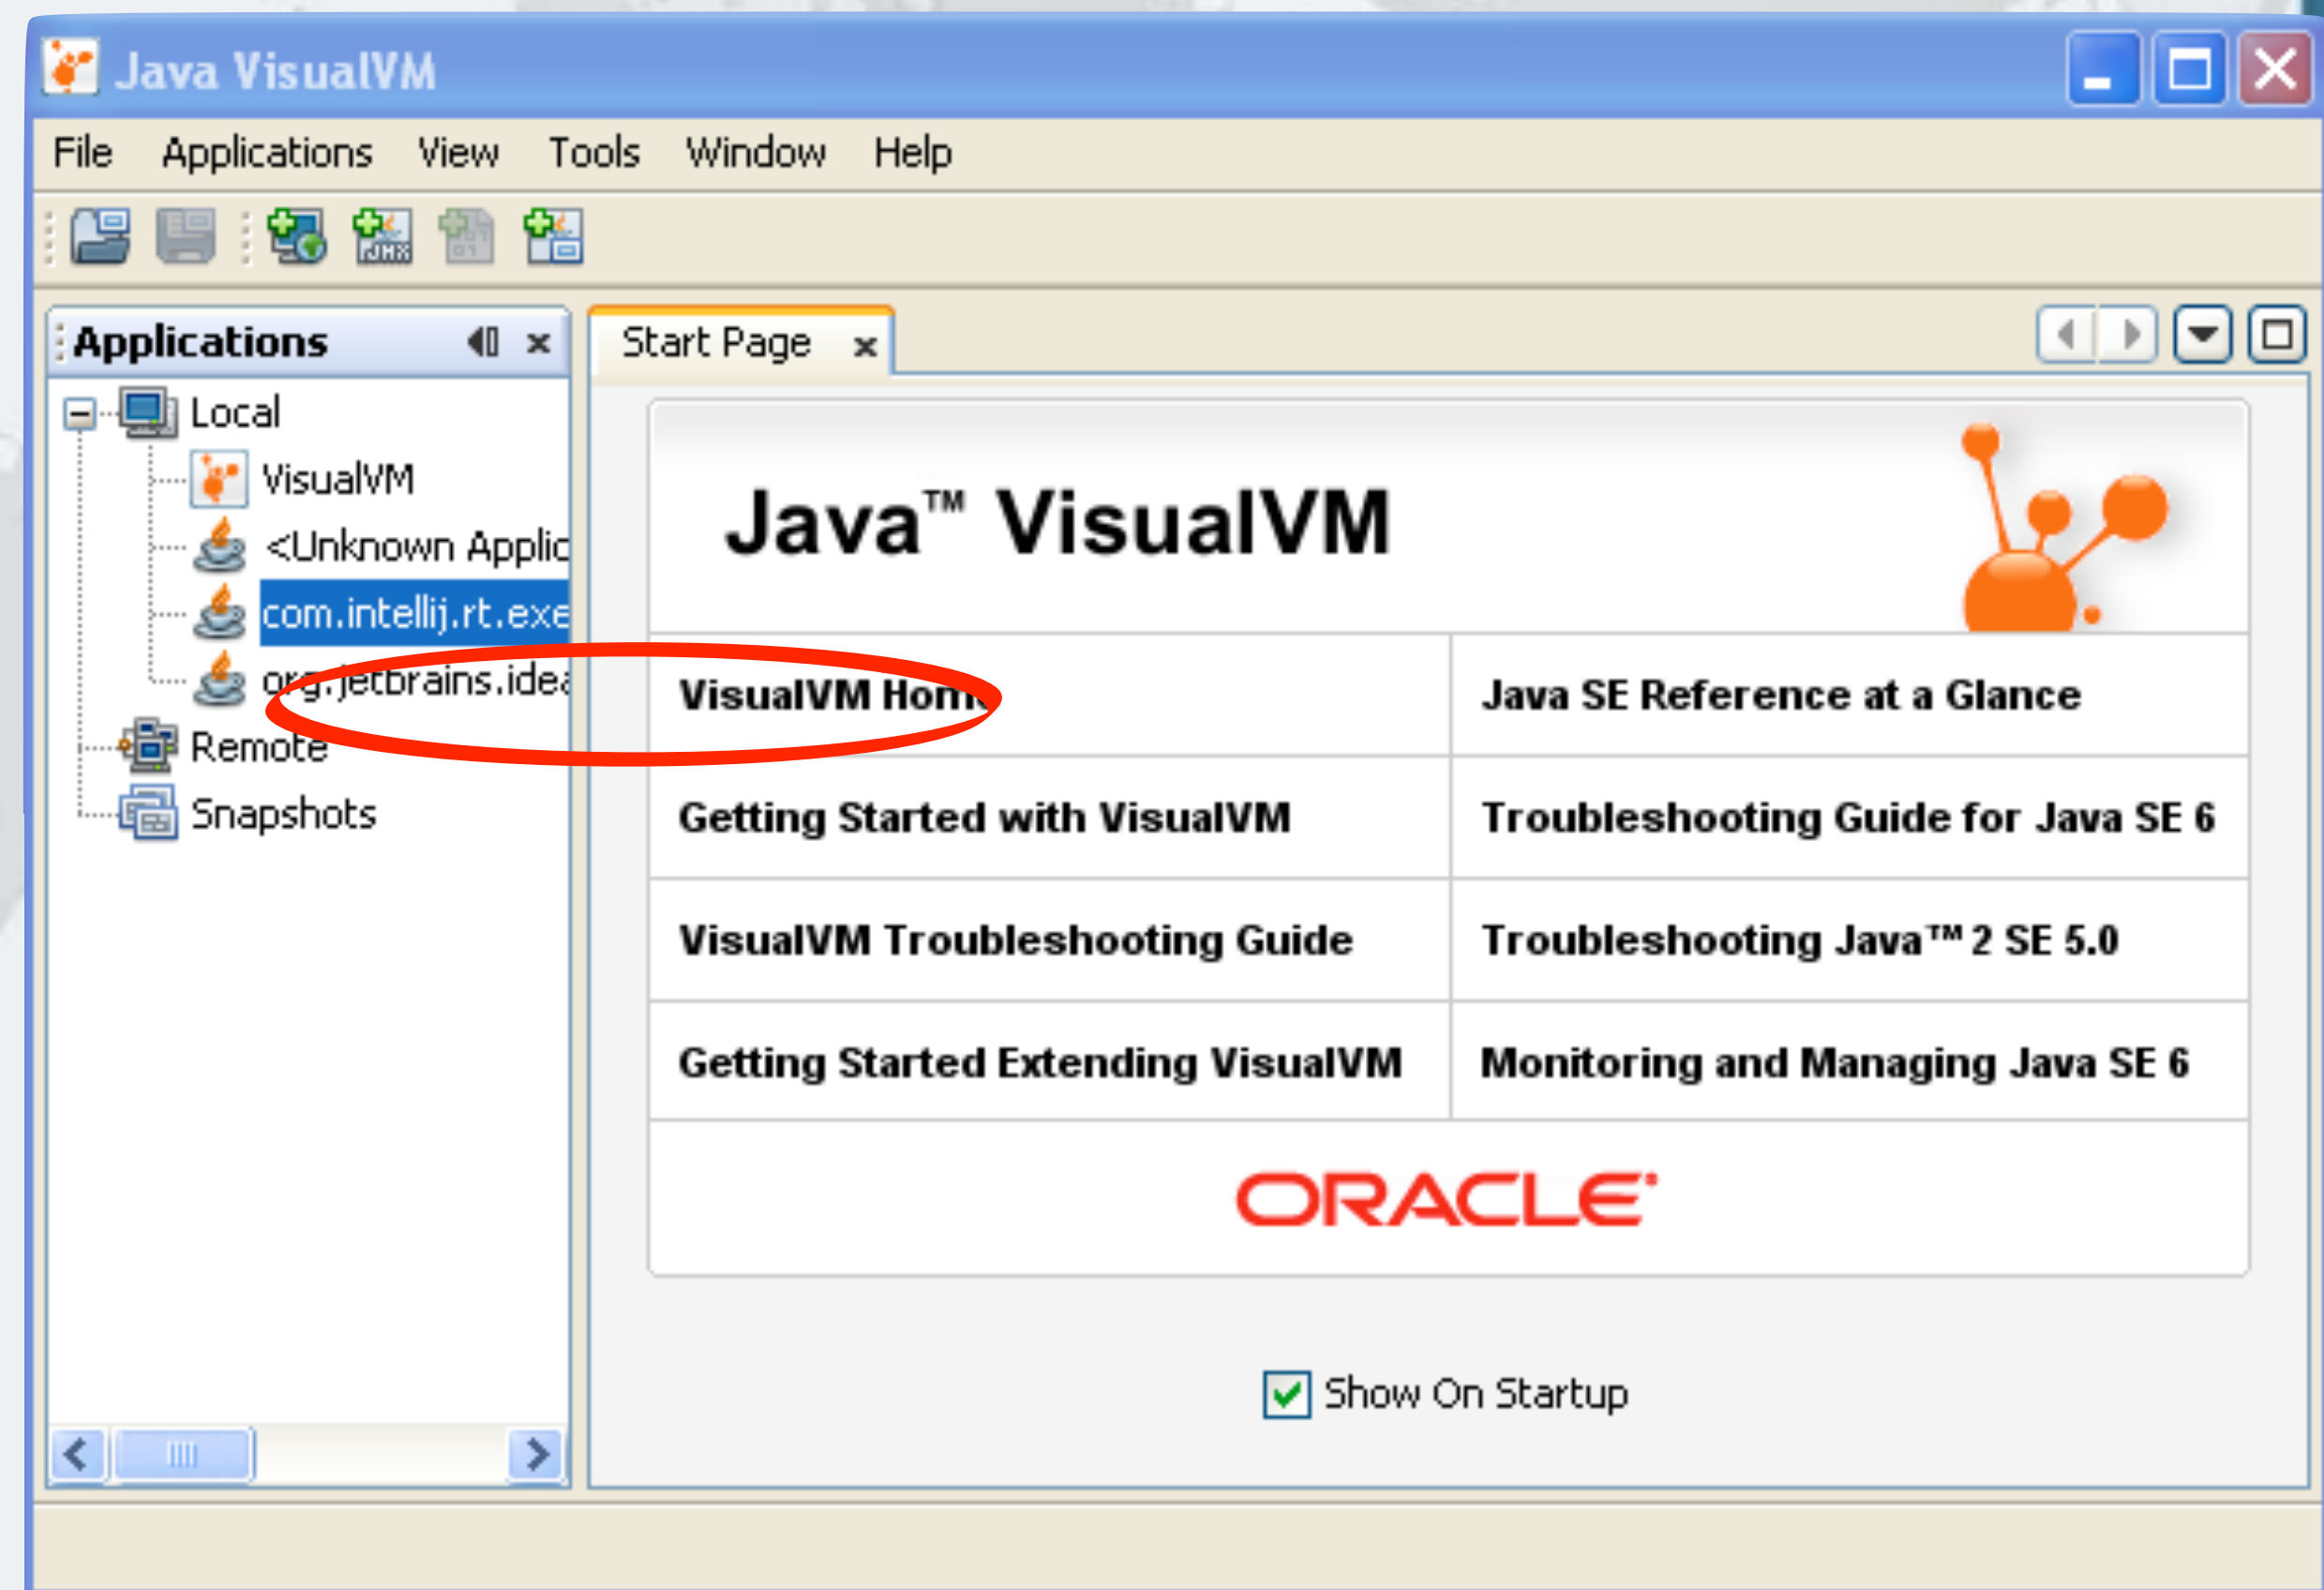 Java VisualVM
File Applications View Tools Window Help
JMX
Applications
Start Page
Local
VisualVM
<Unknown Applic
com.intellij.rt.exe
org.jetbrains.idea
Remote
Snapshots
Java™ VisualVM
VisualVM Home
Java SE Reference at a Glance
Getting Started with VisualVM
Troubleshooting Guide for Java SE 6
VisualVM Troubleshooting Guide
Troubleshooting Java™ 2 SE 5.0
Getting Started Extending VisualVM
Monitoring and Managing Java SE 6
ORACLE
Show On Startup